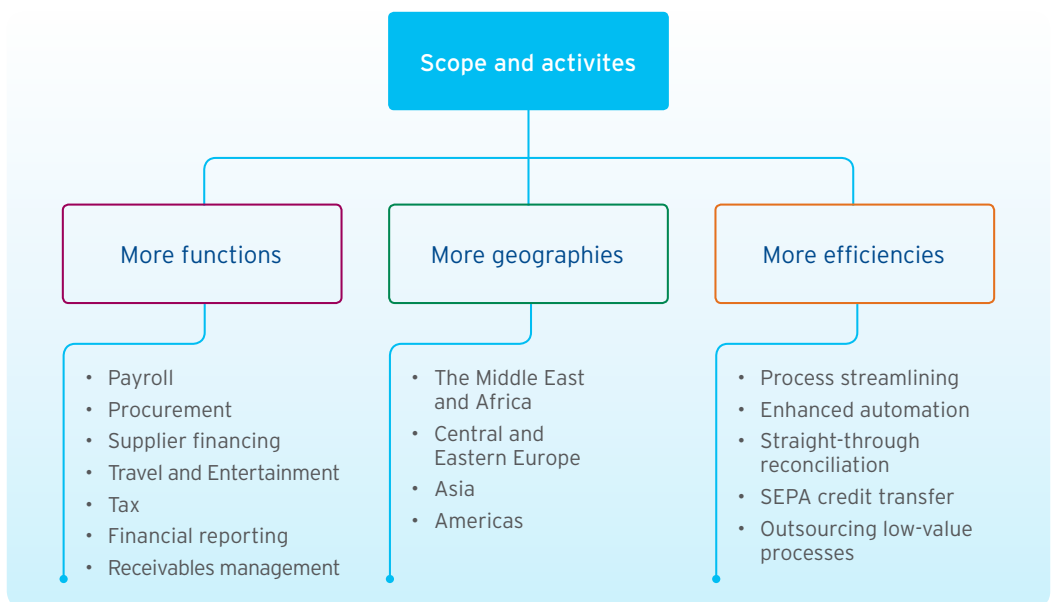 Scope and activites
More functions
• Payroll
• Procurement
• Supplier financing
• Travel and Entertainment
• Tax
• Financial reporting
• Receivables management
More geographies
• The Middle East
and Africa
• Central and
Eastern Europe
• Asia
• Americas
More efficiencies
• Process streamlining
• Enhanced automation
• Straight-through
reconciliation
• SEPA credit transfer
• Outsourcing low-value
processes